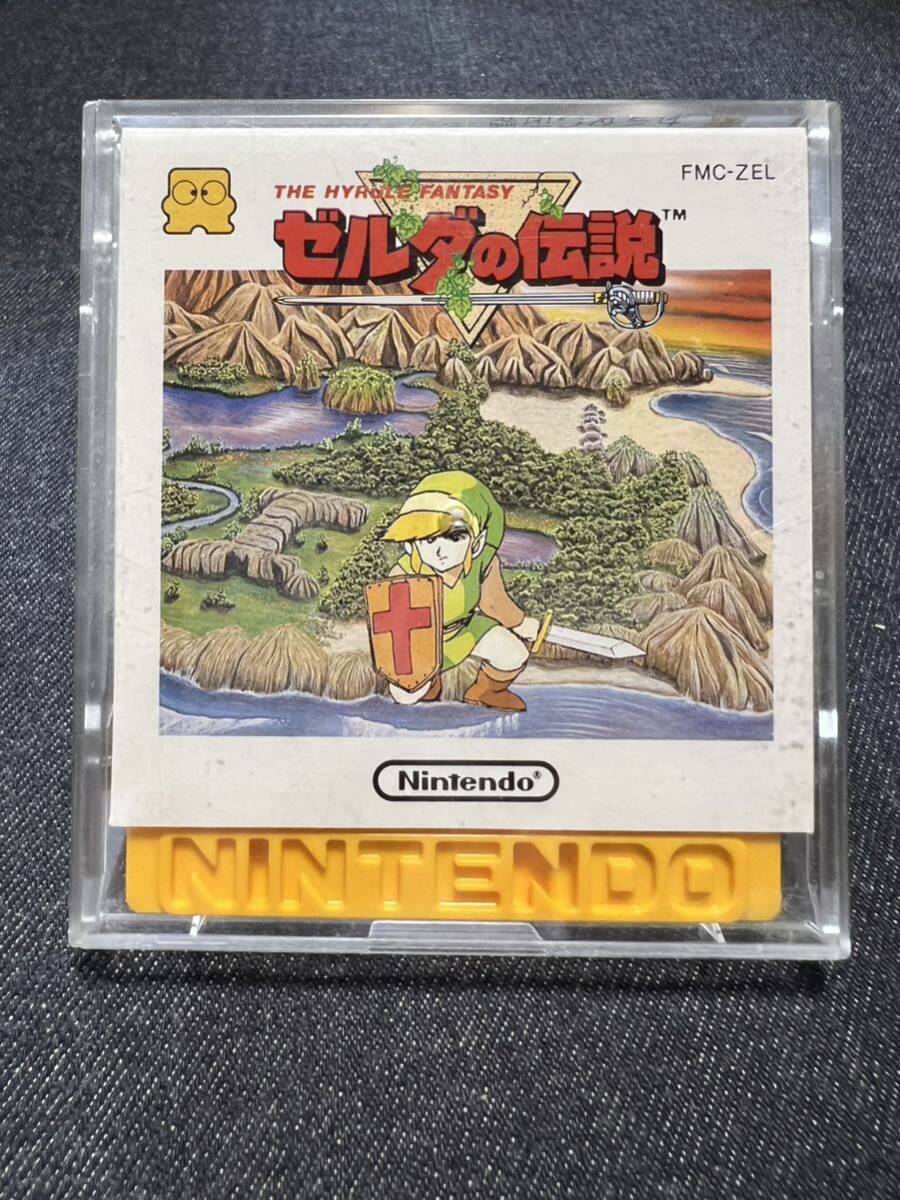 FMC-ZEL
THE HYRULE FANTASY
ゼルダの伝説™
Nintendo®
NINTENDO